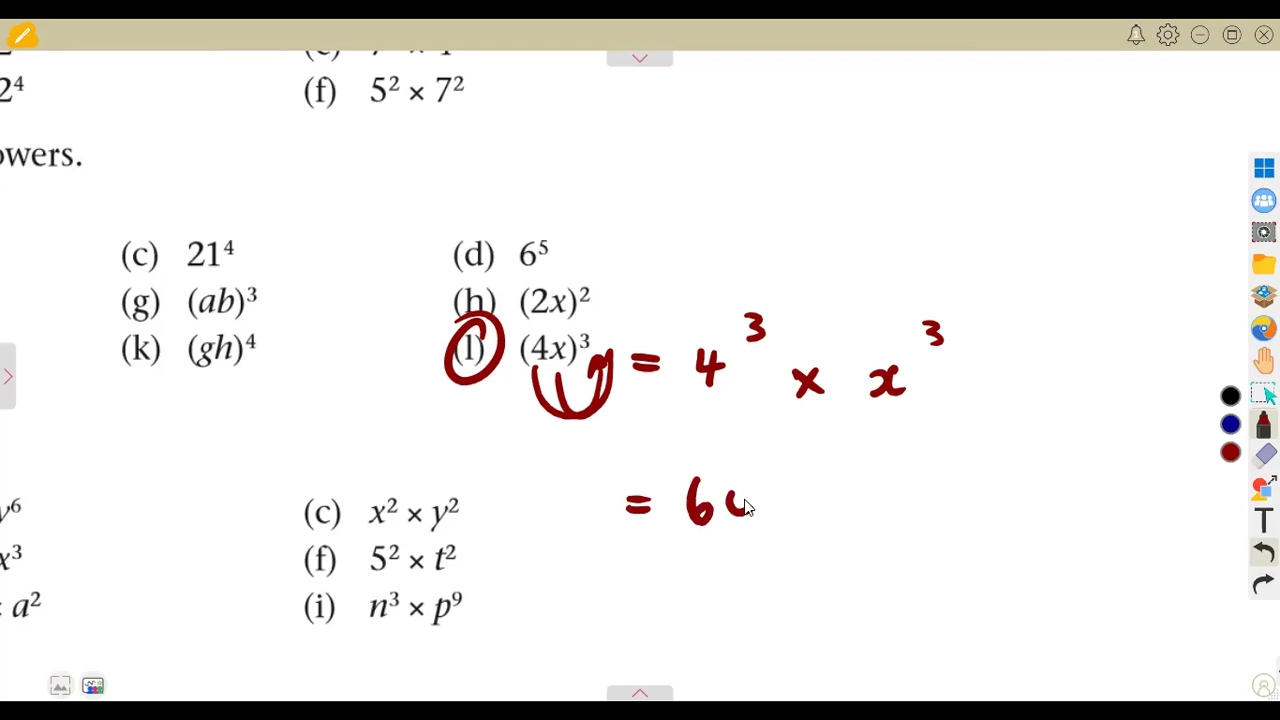 2⁴ (f) 5² × 7²
owers.
(c) 21⁴ (d) 6⁵
(g) (ab)³ (h) (2x)²
(k) (gh)⁴ (l) (4x)³ = 4³ × x³
= 6
y⁶ (c) x² × y²
x³ (f) 5² × t²
× a² (i) n³ × p⁹
T